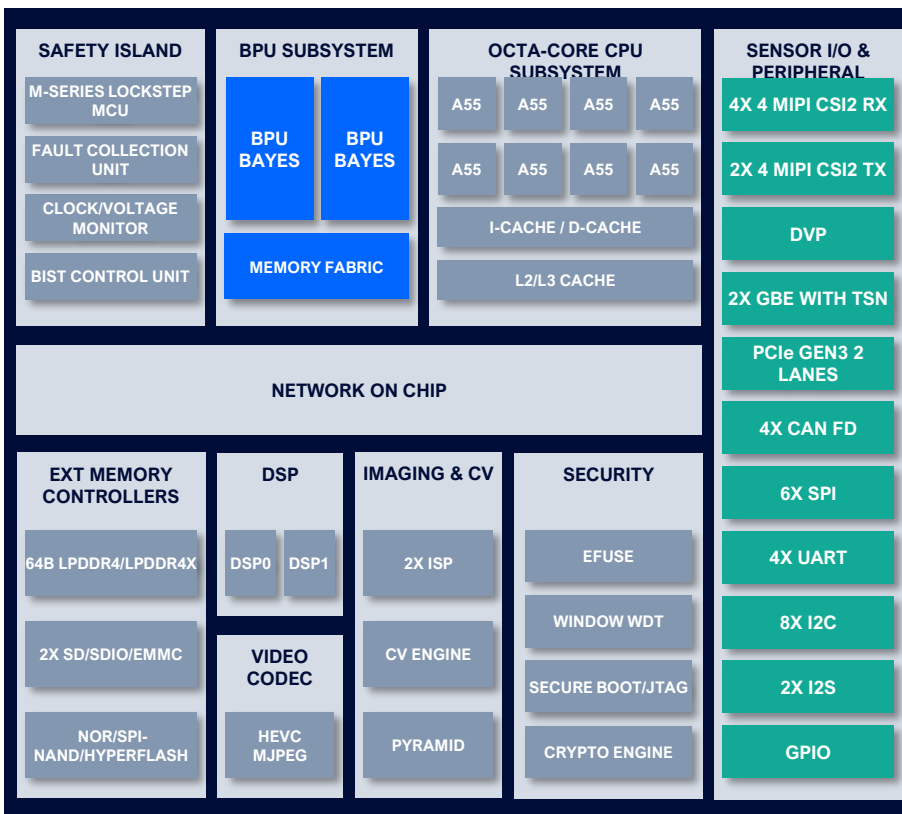 SAFETY ISLAND
M-SERIES LOCKSTEP
MCU
FAULT COLLECTION
UNIT
CLOCK/VOLTAGE
MONITOR
BIST CONTROL UNIT
BPU SUBSYSTEM
BPU
BAYES
BPU
BAYES
MEMORY FABRIC
OCTA-CORE CPU
SUBSYSTEM
A55 A55 A55 A55
A55 A55 A55 A55
I-CACHE / D-CACHE
L2/L3 CACHE
SENSOR I/O &
PERIPHERAL
4X 4 MIPI CSI2 RX
2X 4 MIPI CSI2 TX
DVP
2X GBE WITH TSN
PCIe GEN3 2
LANES
4X CAN FD
6X SPI
4X UART
8X I2C
2X I2S
GPIO
NETWORK ON CHIP
EXT MEMORY
CONTROLLERS
64B LPDDR4/LPDDR4X
2X SD/SDIO/EMMC
NOR/SPI-
NAND/HYPERFLASH
DSP
DSP0 DSP1
VIDEO
CODEC
HEVC
MJPEG
IMAGING & CV
2X ISP
CV ENGINE
PYRAMID
SECURITY
EFUSE
WINDOW WDT
SECURE BOOT/JTAG
CRYPTO ENGINE